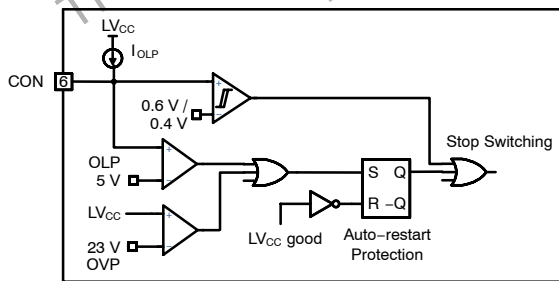 LVCC
IOLP
CON 6
+
−
0.6 V /
0.4 V
Stop Switching
OLP
5 V
+
−
S Q
R −Q
LVCC
23 V
OVP
+
−
LVCC good
Auto−restart
Protection